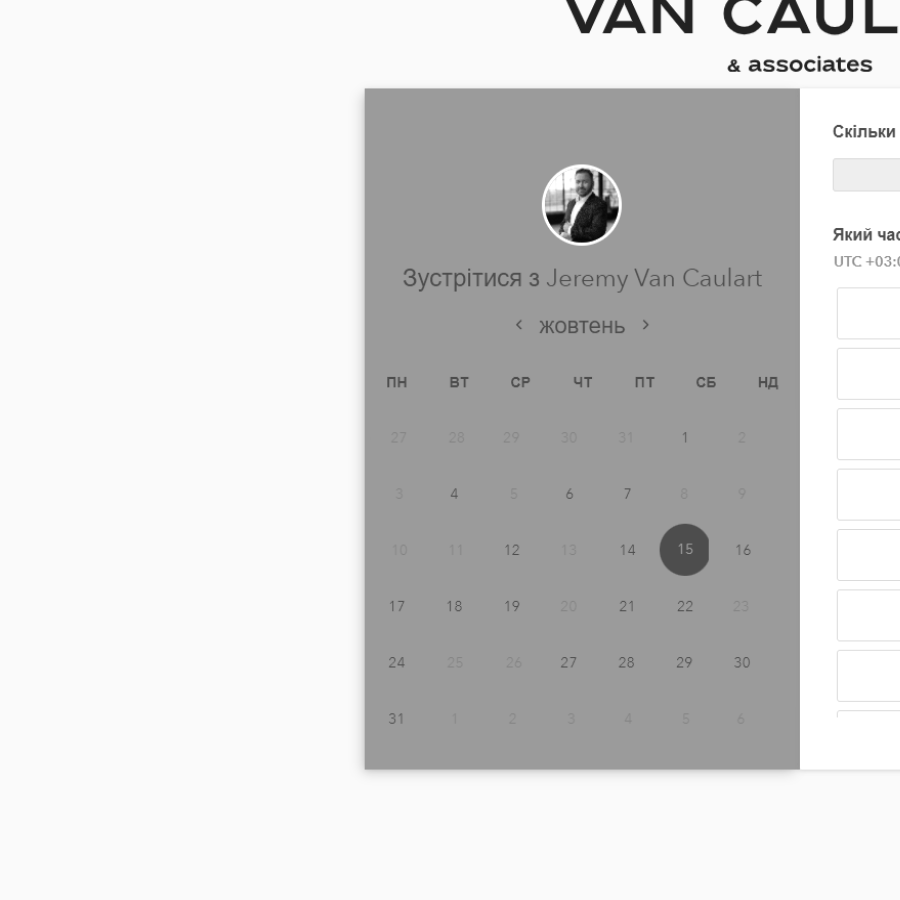 VAN CAUL
& associates
Скільки
Який час
UTC +03:0
Зустрітися з Jeremy Van Caulart
жовтень
ПН ВТ СР ЧТ ПТ СБ НД
27 28 29 30 31 1 2
3 4 5 6 7 8 9
10 11 12 13 14 15 16
17 18 19 20 21 22 23
24 25 26 27 28 29 30
31 1 2 3 4 5 6